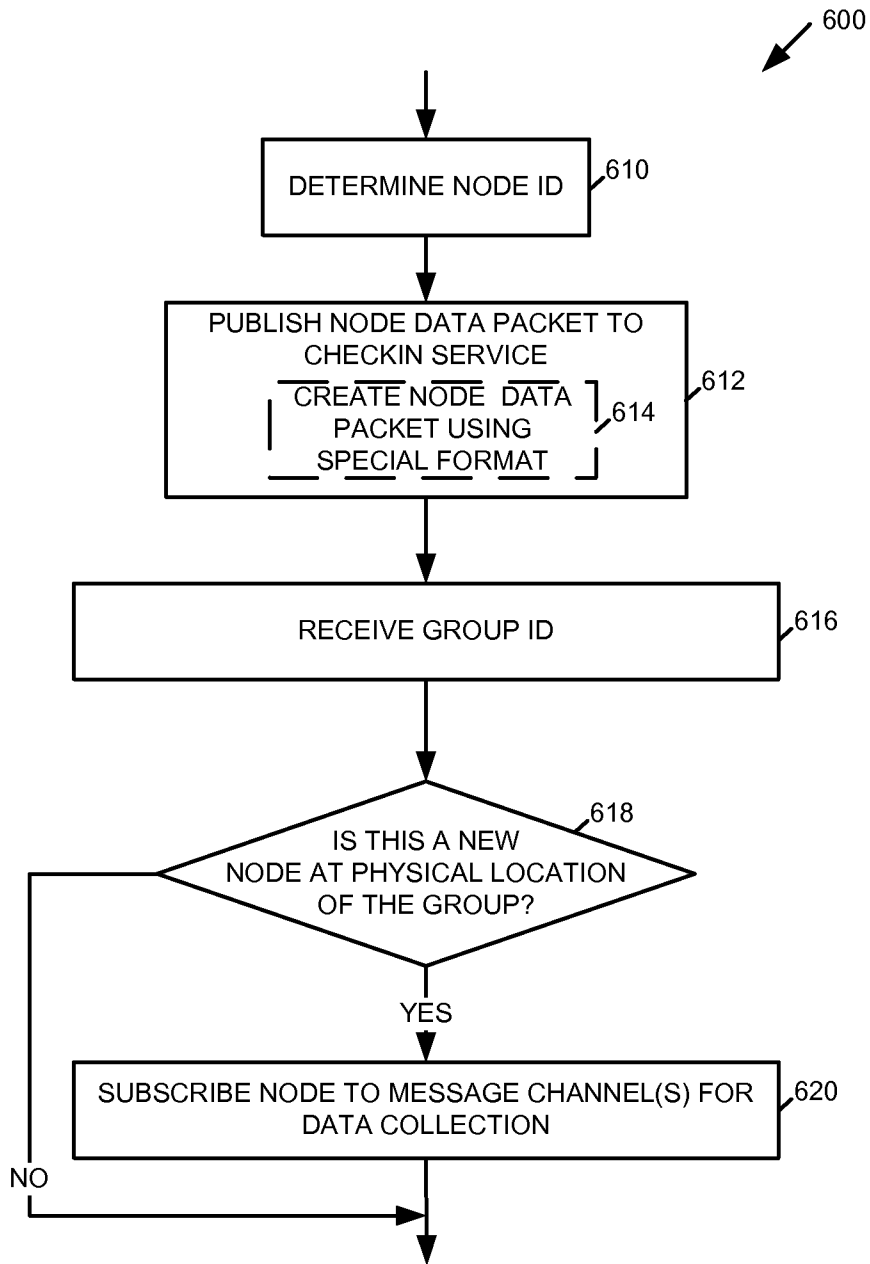 600
DETERMINE NODE ID
610
PUBLISH NODE DATA PACKET TO
CHECKIN SERVICE
612
CREATE NODE DATA
PACKET USING
SPECIAL FORMAT
614
RECEIVE GROUP ID
616
618
IS THIS A NEW
NODE AT PHYSICAL LOCATION
OF THE GROUP?
YES
SUBSCRIBE NODE TO MESSAGE CHANNEL(S) FOR
DATA COLLECTION
620
NO